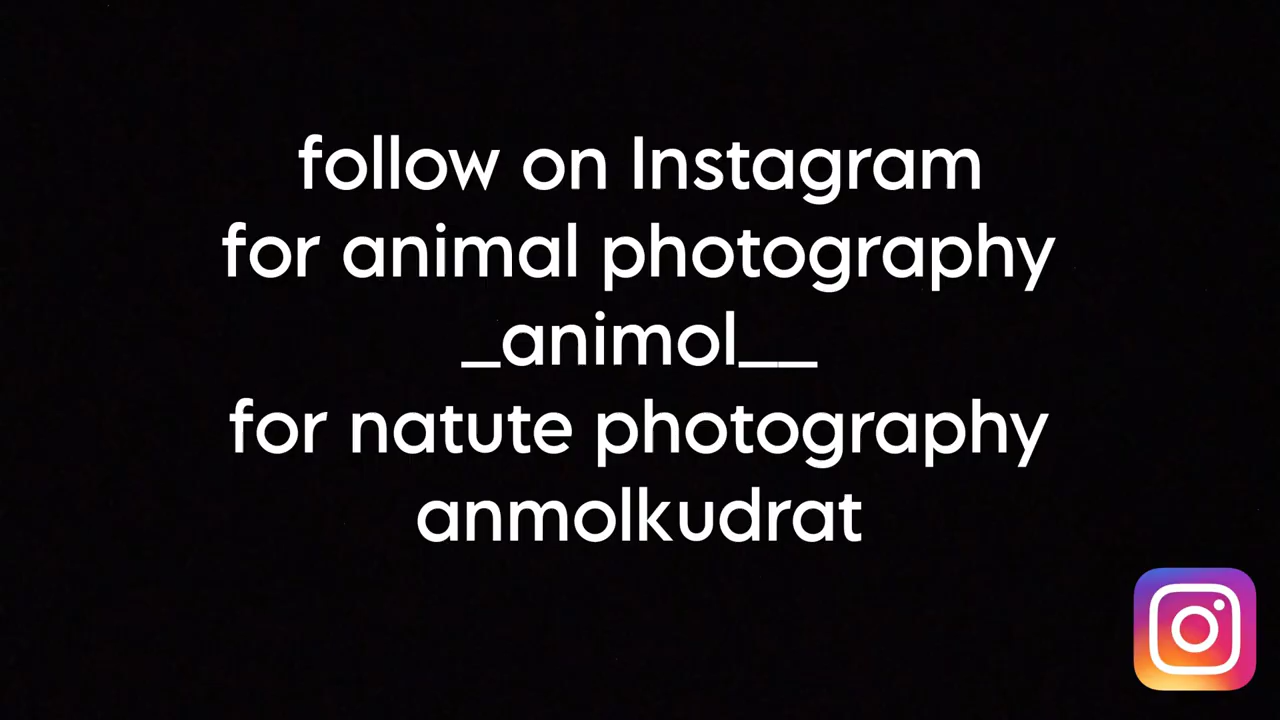 follow on Instagram
for animal photography
_animol__
for natute photography
anmolkudrat